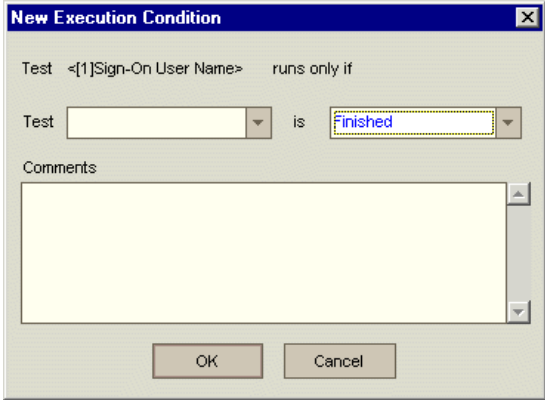 New Execution Condition
Test <[1]Sign-On User Name> runs only if
Test is Finished
Comments
OK Cancel